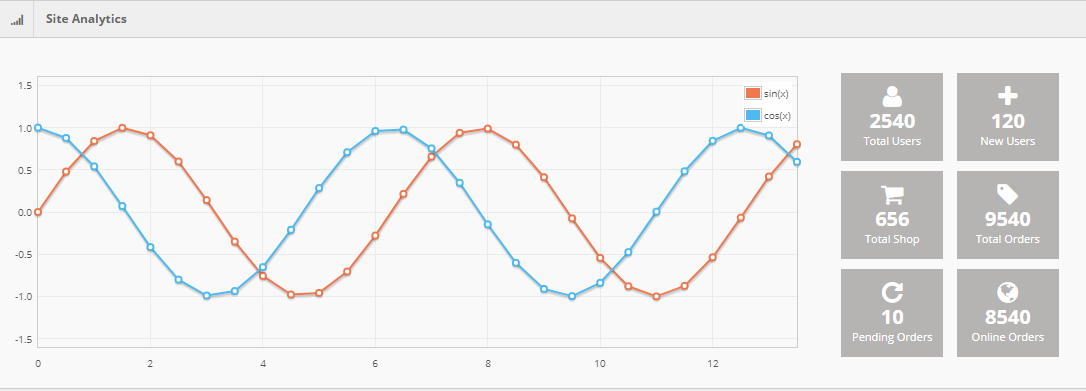 Site Analytics
1.5
1.0
0.5
0.0
-0.5
-1.0
-1.5
0 2 4 6 8 10 12
sin(x)
cos(x)
2540
Total Users
120
New Users
656
Total Shop
9540
Total Orders
10
Pending Orders
8540
Online Orders